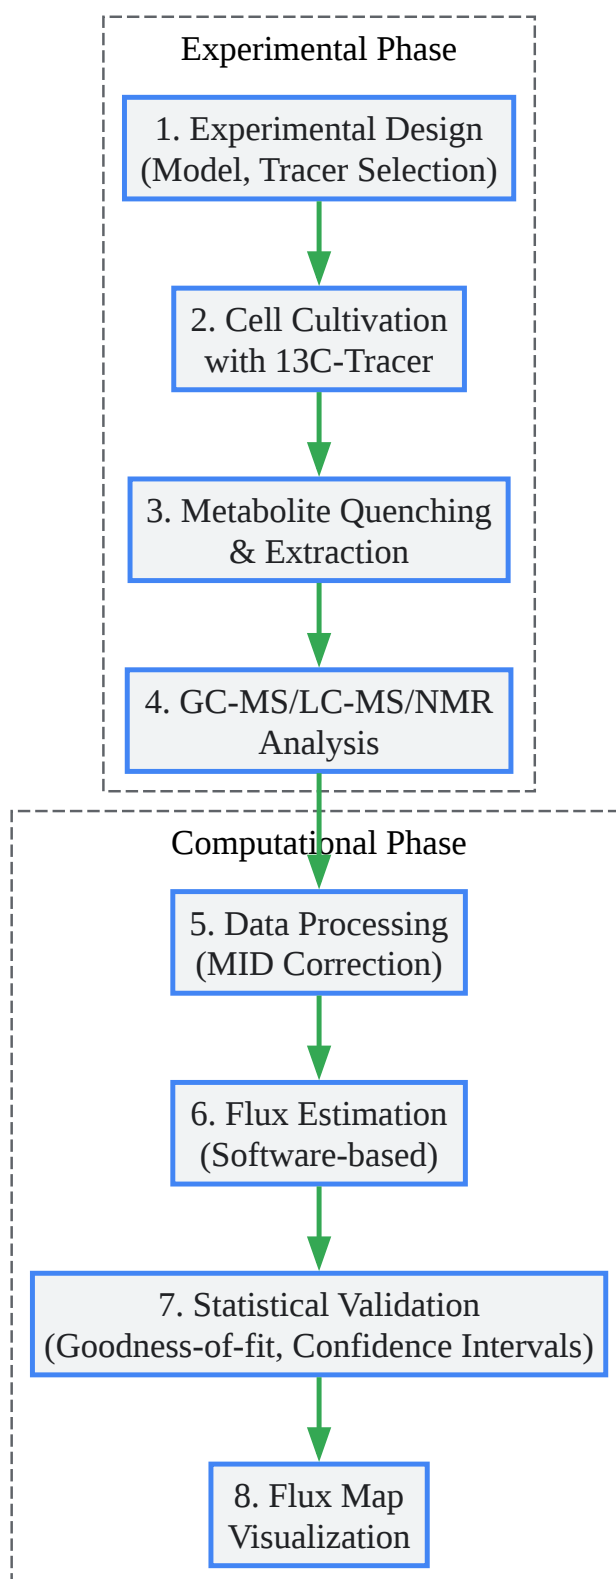 Experimental Phase
1. Experimental Design
(Model, Tracer Selection)
2. Cell Cultivation
with 13C-Tracer
3. Metabolite Quenching
& Extraction
4. GC-MS/LC-MS/NMR
Analysis
Computational Phase
5. Data Processing
(MID Correction)
6. Flux Estimation
(Software-based)
7. Statistical Validation
(Goodness-of-fit, Confidence Intervals)
8. Flux Map
Visualization